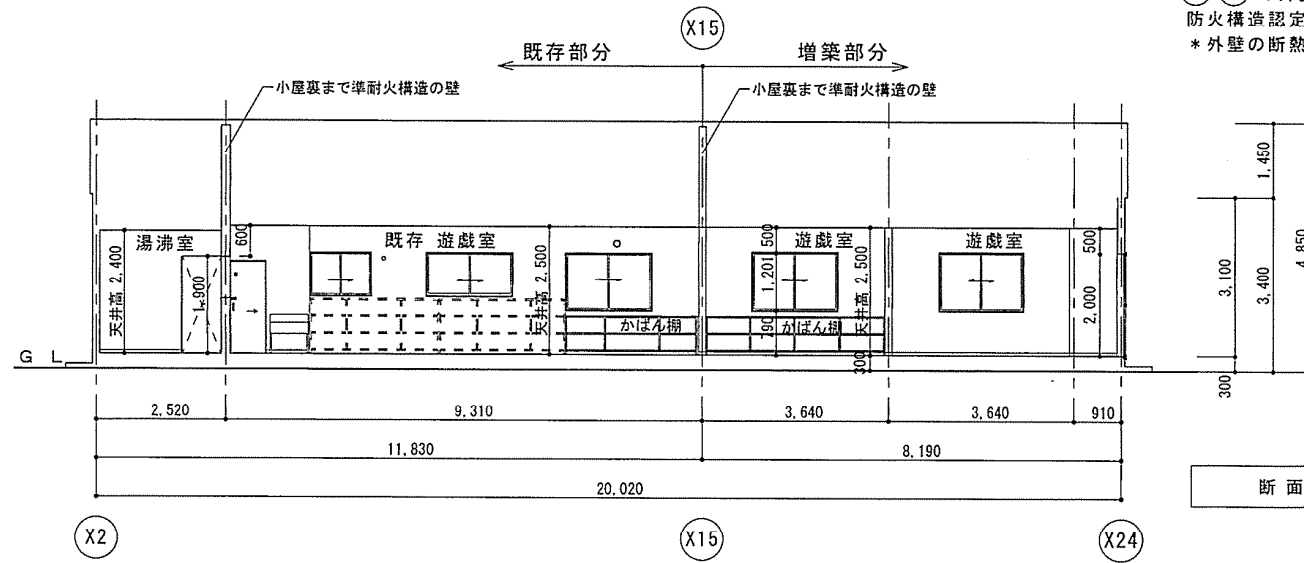 防火構造認定
＊外壁の断熱
X15
既存部分
増築部分
小屋裏まで準耐火構造の壁
小屋裏まで準耐火構造の壁
1,450
4,850
3,100
3,400
300
湯沸室
天井高 2,400
1,900
600
既存 遊戯室
天井高 2,500
かばん棚
遊戯室
500
1,201
790
天井高 2,500
かばん棚
300
遊戯室
500
2,000
GL
2,520
9,310
3,640
3,640
910
11,830
8,190
20,020
断面
X2
X15
X24